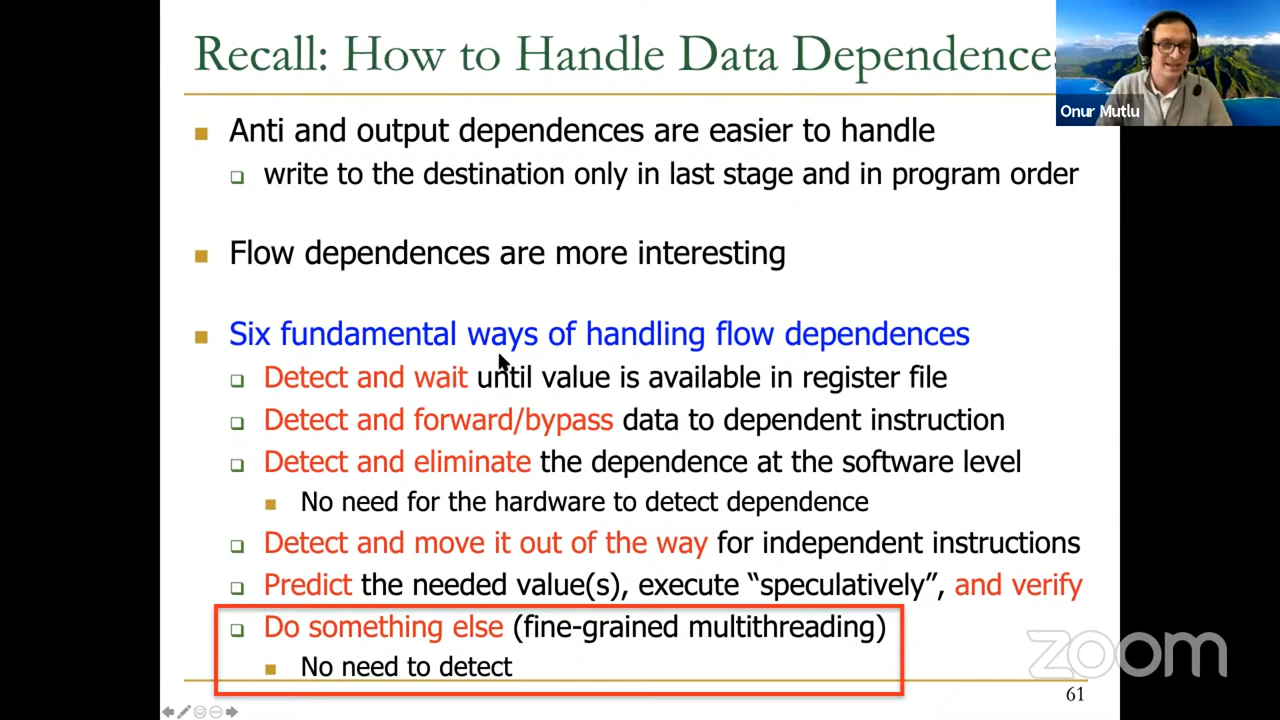 Recall: How to Handle Data Dependences
Onur Mutlu
Anti and output dependences are easier to handle
write to the destination only in last stage and in program order
Flow dependences are more interesting
Six fundamental ways of handling flow dependences
Detect and wait until value is available in register file
Detect and forward/bypass data to dependent instruction
Detect and eliminate the dependence at the software level
No need for the hardware to detect dependence
Detect and move it out of the way for independent instructions
Predict the needed value(s), execute “speculatively”, and verify
Do something else (fine-grained multithreading)
No need to detect
zoom
61